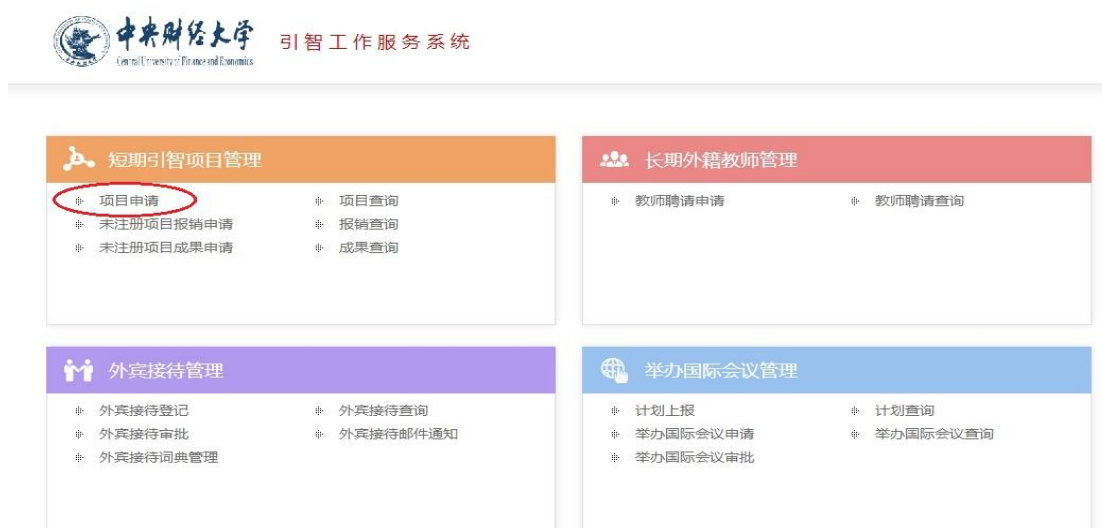 中央财经大学
Central University of Finance and Economics
引智工作服务系统
短期引智项目管理
项目申请 项目查询
未注册项目报销申请 报销查询
未注册项目成果申请 成果查询
长期外籍教师管理
教师聘请申请 教师聘请查询
外宾接待管理
外宾接待登记 外宾接待查询
外宾接待审批 外宾接待邮件通知
外宾接待词典管理
举办国际会议管理
计划上报 计划查询
举办国际会议申请 举办国际会议查询
举办国际会议审批